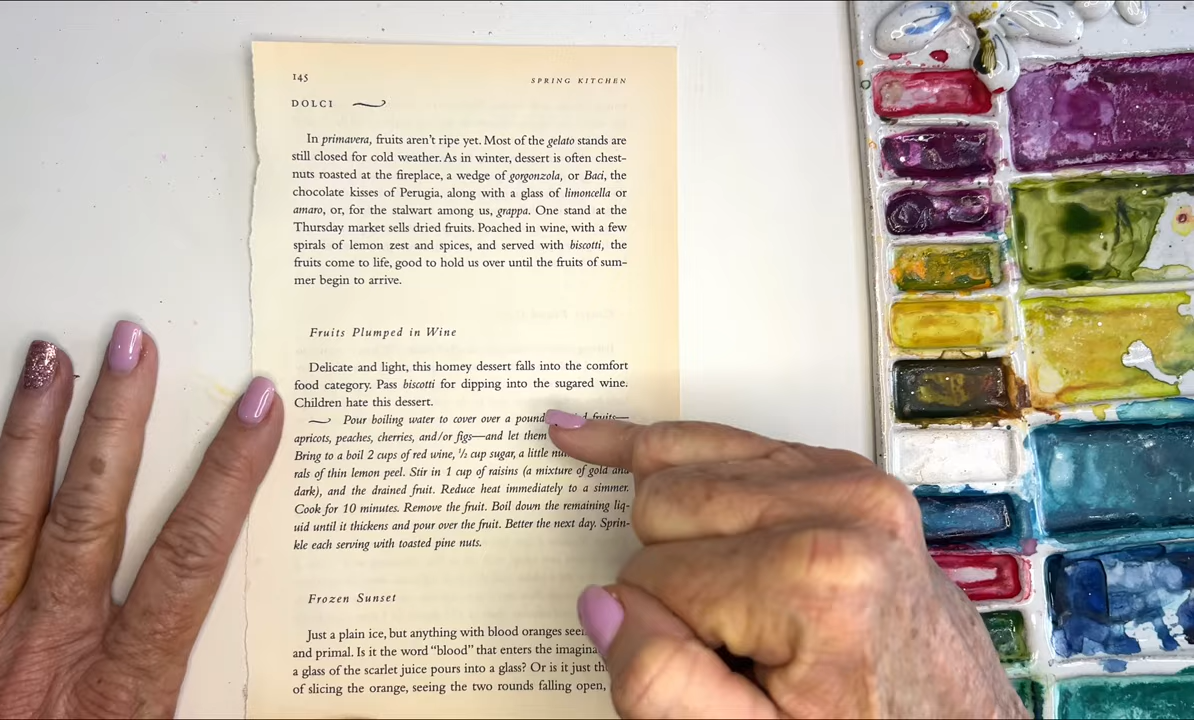 145
SPRING KITCHEN
DOLCI
In primavera, fruits aren't ripe yet. Most of the gelato stands are
still closed for cold weather. As in winter, dessert is often chest-
nuts roasted at the fireplace, a wedge of gorgonzola, or Baci, the
chocolate kisses of Perugia, along with a glass of limoncella or
amaro, or, for the stalwart among us, grappa. One stand at the
Thursday market sells dried fruits. Poached in wine, with a few
spirals of lemon zest and spices, and served with biscotti, the
fruits come to life, good to hold us over until the fruits of sum-
mer begin to arrive.
Fruits Plumped in Wine
Delicate and light, this homey dessert falls into the comfort
food category. Pass biscotti for dipping into the sugared wine.
Children hate this dessert.
Pour boiling water to cover over a pound fruits—
apricots, peaches, cherries, and/or figs—and let them
Bring to a boil 2 cups of red wine, 1/2 cup sugar, a little
rals of thin lemon peel. Stir in 1 cup of raisins (a mixture of gold and
dark), and the drained fruit. Reduce heat immediately to a simmer.
Cook for 10 minutes. Remove the fruit. Boil down the remaining liq-
uid until it thickens and pour over the fruit. Better the next day. Sprin-
kle each serving with toasted pine nuts.
Frozen Sunset
Just a plain ice, but anything with blood oranges
and primal. Is it the word "blood" that enters the
a glass of the scarlet juice pours into a glass? Or is it just
of slicing the orange, seeing the two rounds falling open,